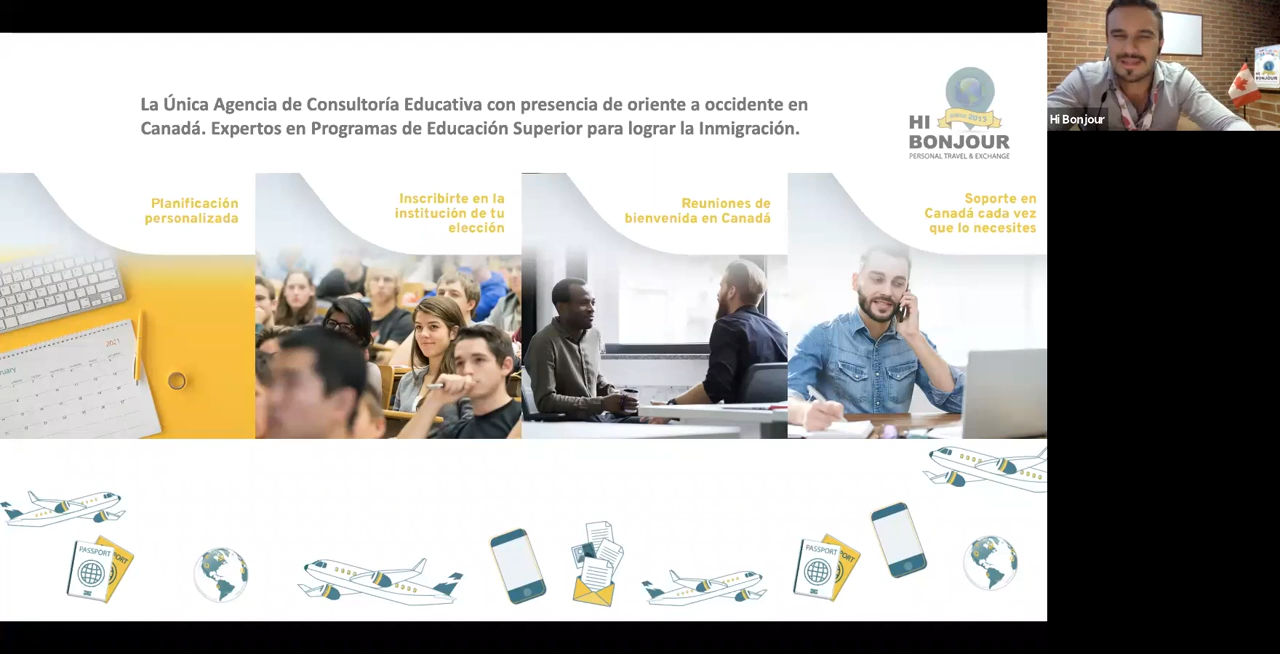 La Única Agencia de Consultoría Educativa con presencia de oriente a occidente en
Canadá. Expertos en Programas de Educación Superior para lograr la Inmigración.
HI
BONJOUR
PERSONAL TRAVEL & EXCHANGE
Hi Bonjour
Planificación
personalizada
Inscribirte en la
institución de tu
elección
Reuniones de
bienvenida en Canadá
Soporte en
Canadá cada vez
que lo necesites
2021
PASSPORT
PASSPORT